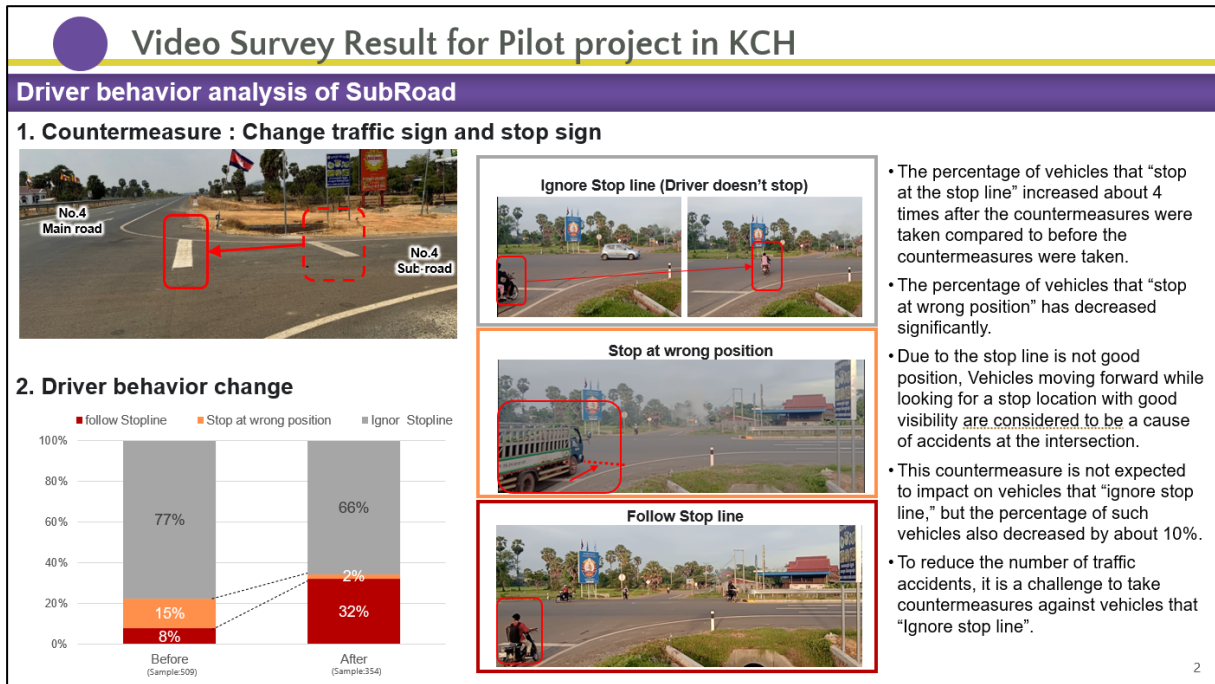 Video Survey Result for Pilot project in KCH
Driver behavior analysis of SubRoad
1. Countermeasure : Change traffic sign and stop sign
No.4
Main road
No.4
Sub-road
2. Driver behavior change
follow Stopline
Stop at wrong position
Ignor Stopline
100%
80%
60%
40%
20%
0%
77%
15%
8%
66%
2%
32%
Before
(Sample:509)
After
(Sample:354)
Ignore Stop line (Driver doesn't stop)
Stop at wrong position
Follow Stop line
• The percentage of vehicles that “stop
at the stop line” increased about 4
times after the countermeasures were
taken compared to before the
countermeasures were taken.
• The percentage of vehicles that “stop
at wrong position” has decreased
significantly.
• Due to the stop line is not good
position, Vehicles moving forward while
looking for a stop location with good
visibility are considered to be a cause
of accidents at the intersection.
• This countermeasure is not expected
to impact on vehicles that “ignore stop
line,” but the percentage of such
vehicles also decreased by about 10%.
• To reduce the number of traffic
accidents, it is a challenge to take
countermeasures against vehicles that
“Ignore stop line”.
2